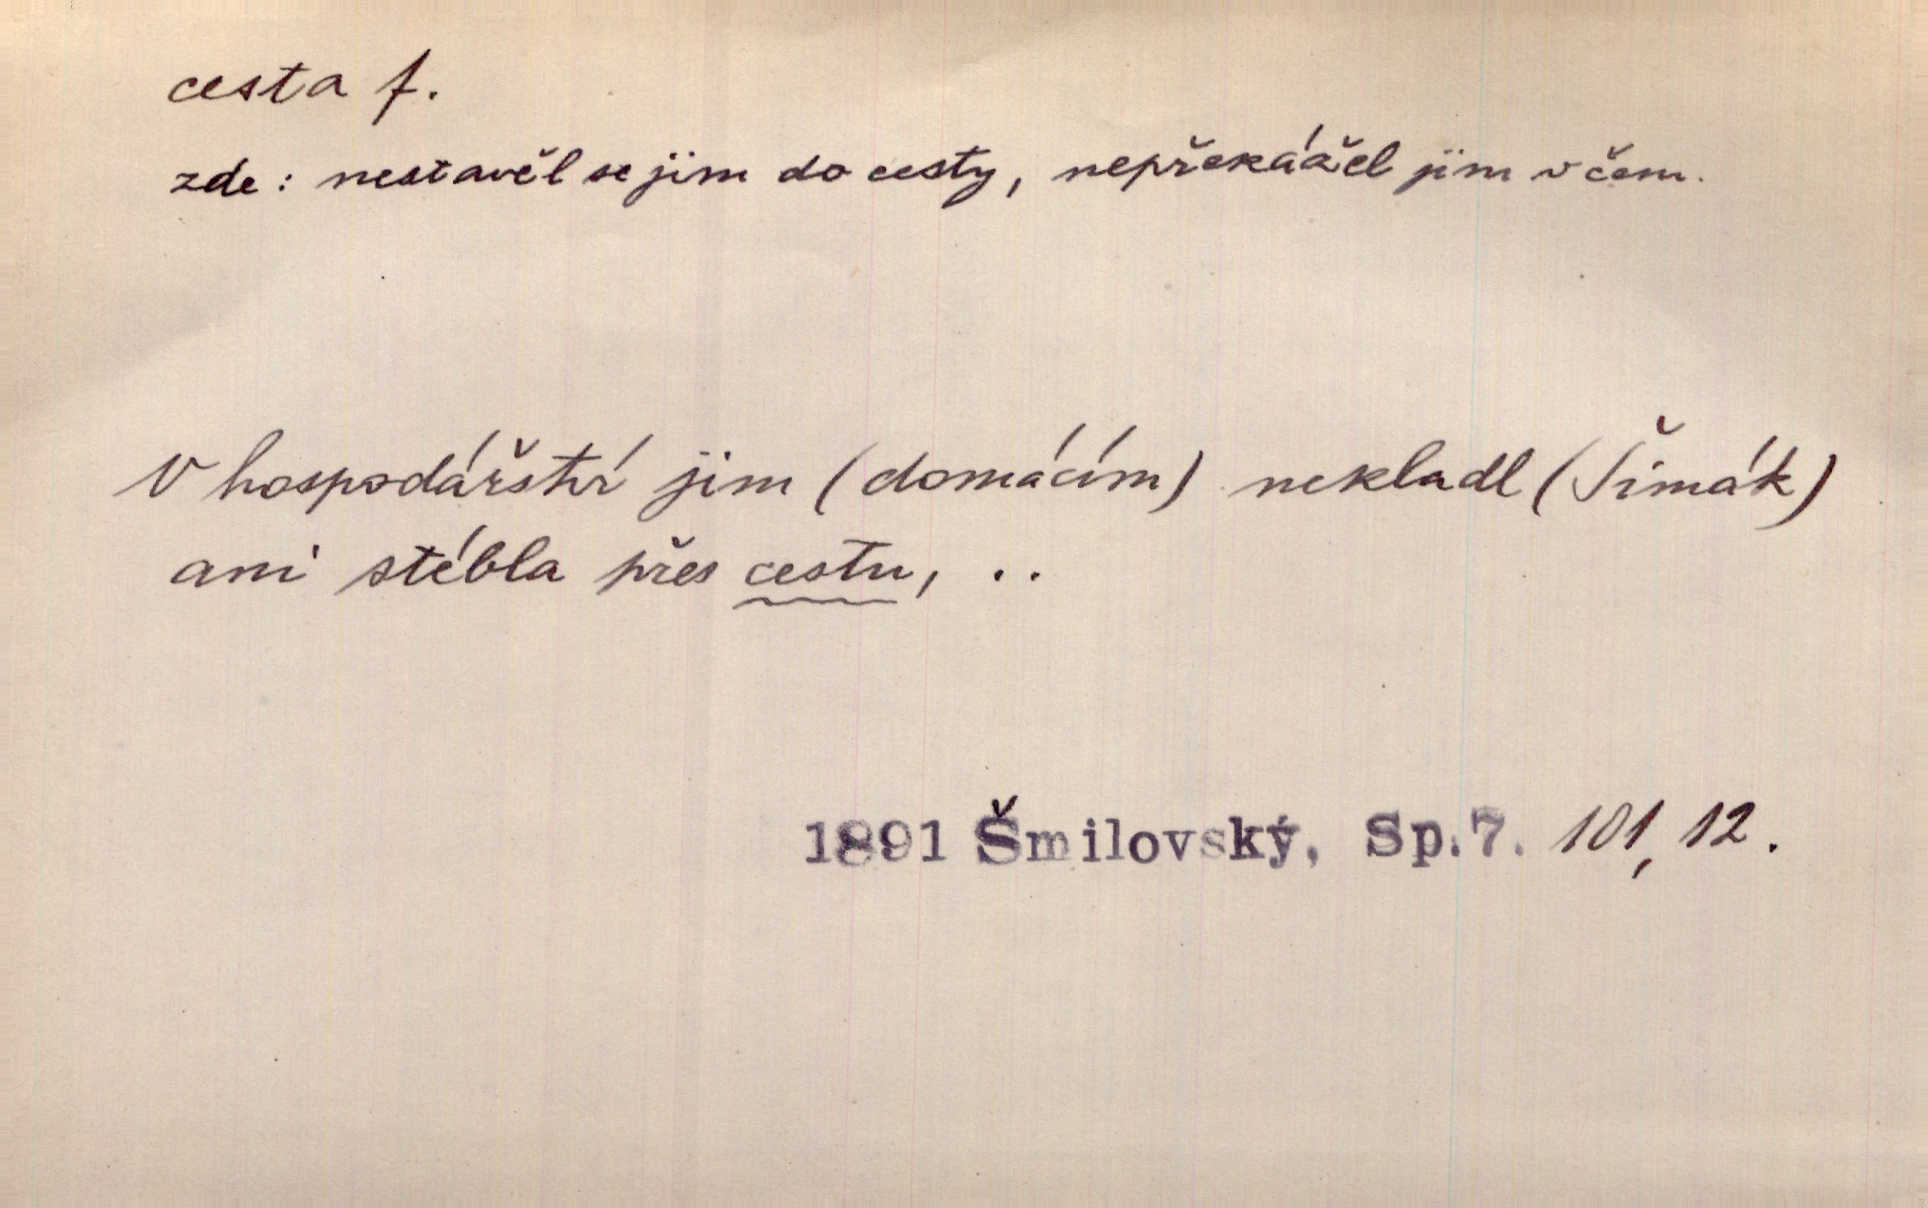 cesta f.
zde: nestavěl se jim do cesty, nepřekážel jim v čem.
V hospodářství jim (domácím) nekladl (Šimák)
ani stébla přes cestu, ..
1891 Šmilovský, Sp.7. 101, 12.